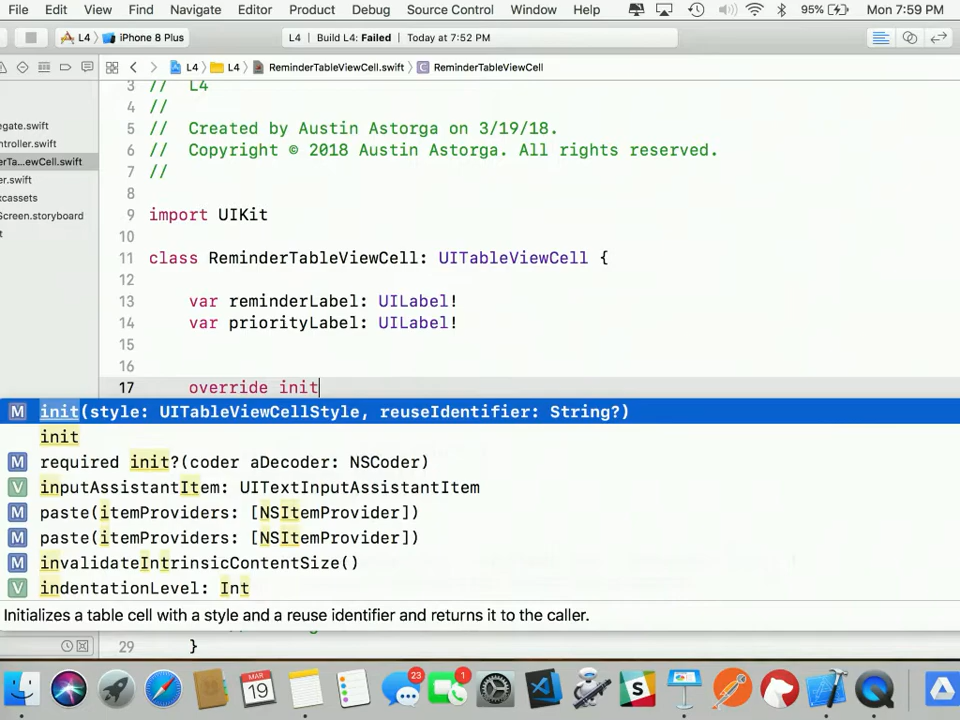 File Edit View Find Navigate Editor Product Debug Source Control Window Help 95% Mon 7:59 PM
L4 iPhone 8 Plus L4 Build L4: Failed Today at 7:52 PM
L4 L4 ReminderTableViewCell.swift ReminderTableViewCell
3 // L4
4 //
egate.swift
5 // Created by Austin Astorga on 3/19/18.
ntroller.swift
6 // Copyright © 2018 Austin Astorga. All rights reserved.
erTa...ewCell.swift
7 //
er.swift
8
xcassets
9 import UIKit
Screen.storyboard
10
t
11 class ReminderTableViewCell: UITableViewCell {
12
13 var reminderLabel: UILabel!
14 var priorityLabel: UILabel!
15
16
17 override init
M init(style: UITableViewCellStyle, reuseIdentifier: String?)
init
M required init?(coder aDecoder: NSCoder)
V inputAssistantItem: UITextInputAssistantItem
M paste(itemProviders: [NSItemProvider])
M paste(itemProviders: [NSItemProvider])
M invalidateIntrinsicContentSize()
V indentationLevel: Int
Initializes a table cell with a style and a reuse identifier and returns it to the caller.
29 }
MAR
19
23
1